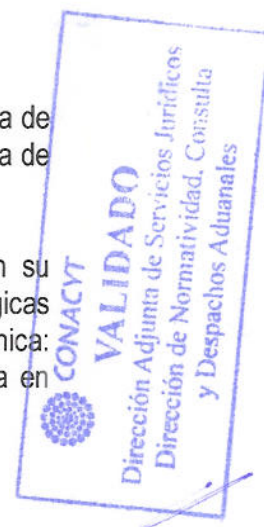 a de
a de
n su
gicas
nica:
a en
CONACYT
VALIDADO
Dirección Adjunta de Servicios Jurídicos
Dirección de Normatividad, Consulta
y Despachos Aduanales